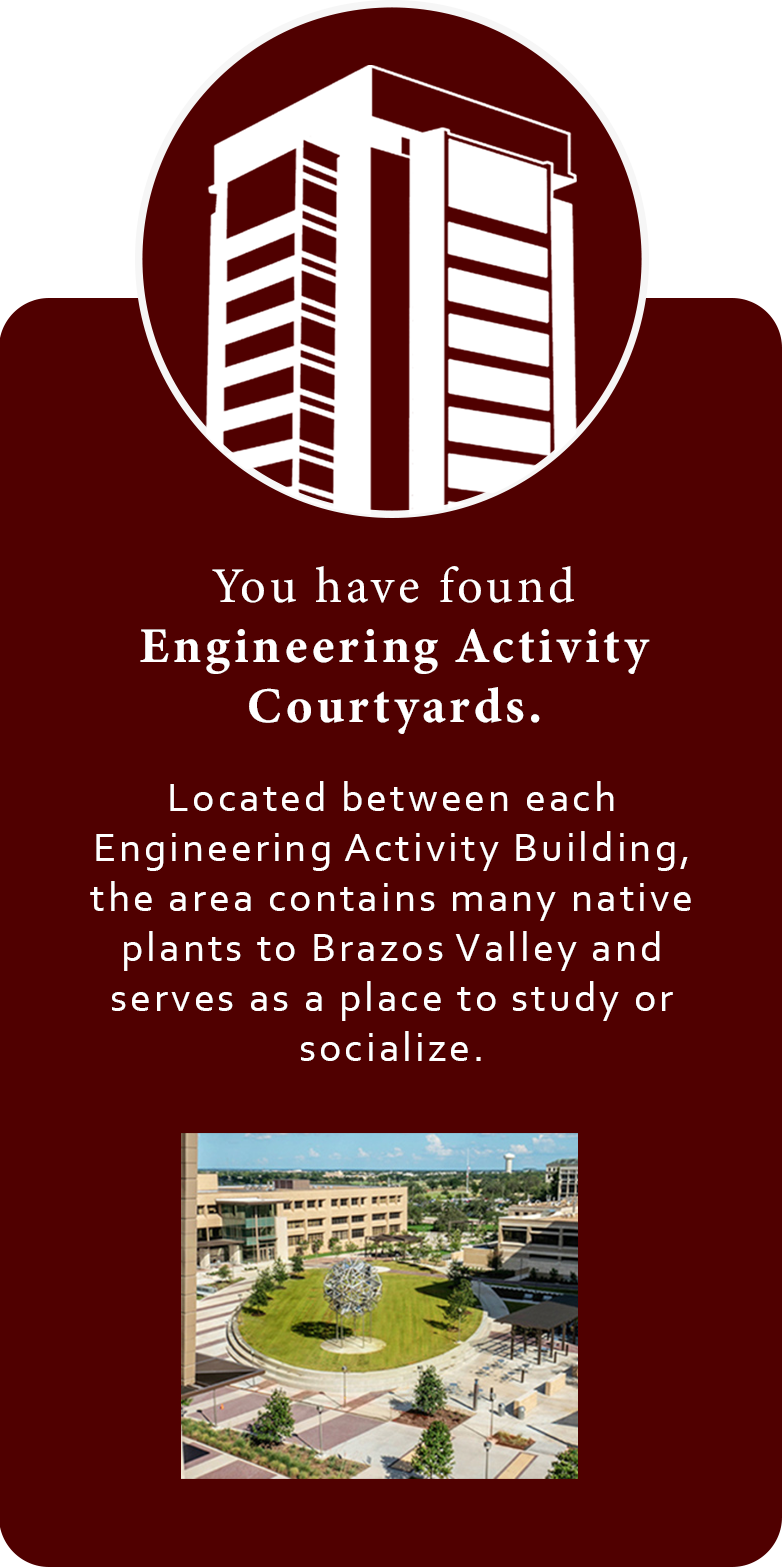 You have found
Engineering Activity
Courtyards.
Located between each
Engineering Activity Building,
the area contains many native
plants to Brazos Valley and
serves as a place to study or
socialize.